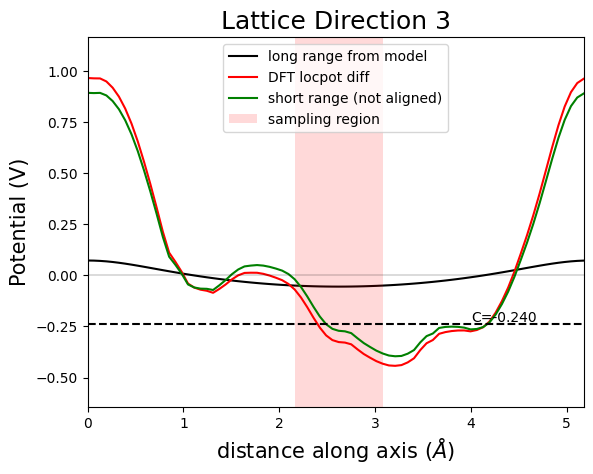 Lattice Direction 3
long range from model
DFT locpot diff
short range (not aligned)
sampling region
Potential (V)
1.00
0.75
0.50
0.25
0.00
−0.25
−0.50
C=-0.240
0 1 2 3 4 5
distance along axis (Å)